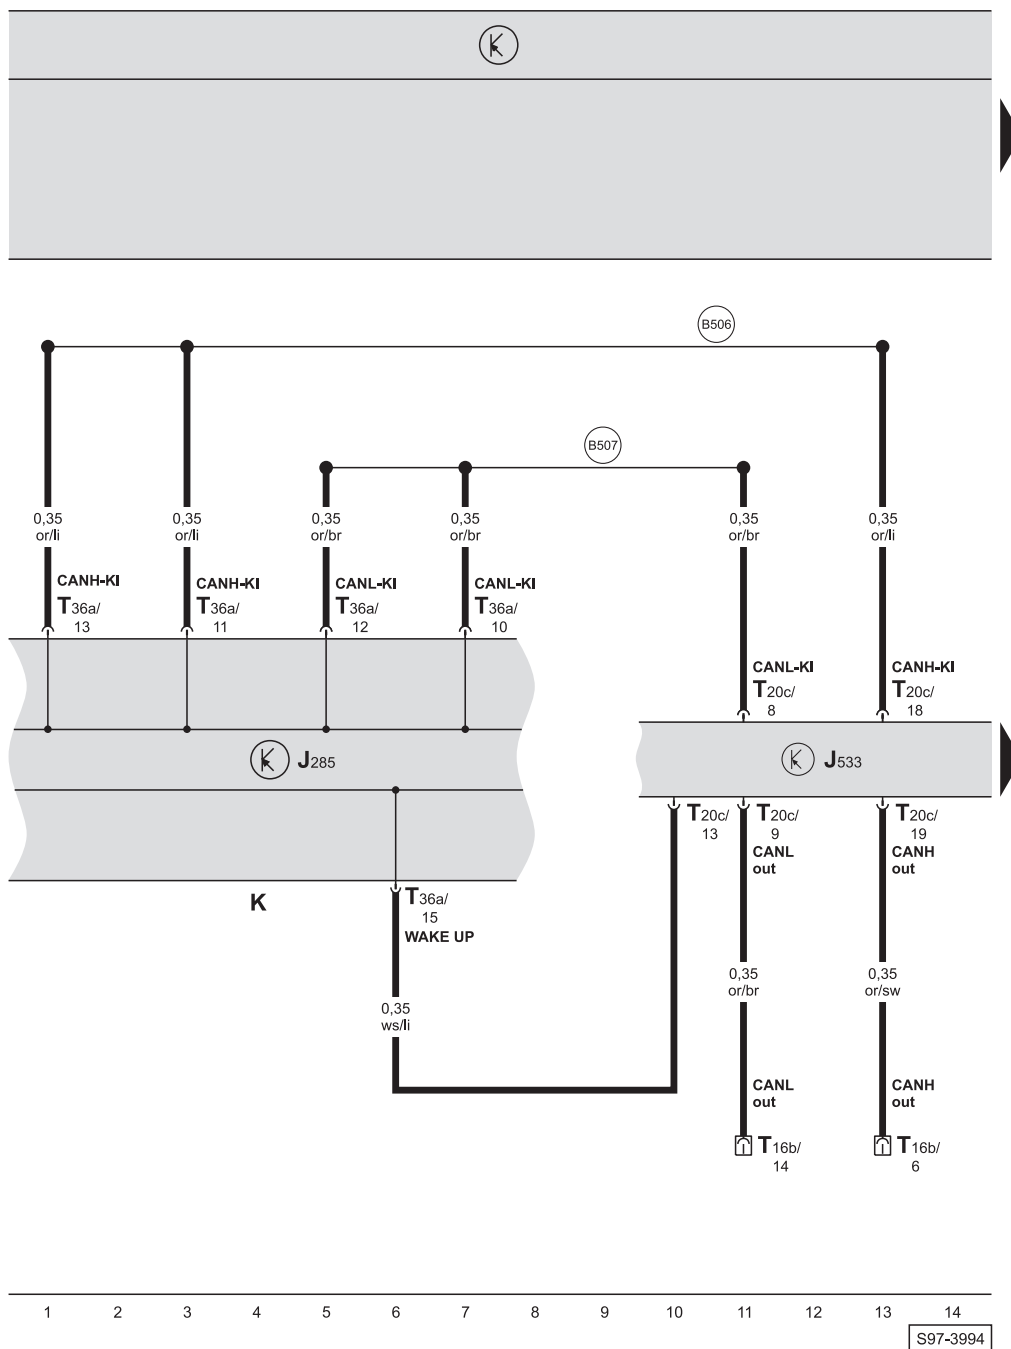 B506
B507
0,35 0,35 0,35 0,35 0,35 0,35
or/li or/li or/br or/br or/br or/li
CANH-KI CANH-KI CANL-KI CANL-KI
T36a/ T36a/ T36a/ T36a/
13 11 12 10
CANL-KI CANH-KI
T20c/ T20c/
8 18
J285 J533
T20c/ T20c/ T20c/
13 9 19
CANL CANH
out out
K
T36a/
15
WAKE UP
0,35 0,35
or/br or/sw
0,35
ws/li
CANL CANH
out out
T16b/ T16b/
14 6
1 2 3 4 5 6 7 8 9 10 11 12 13 14
S97-3994